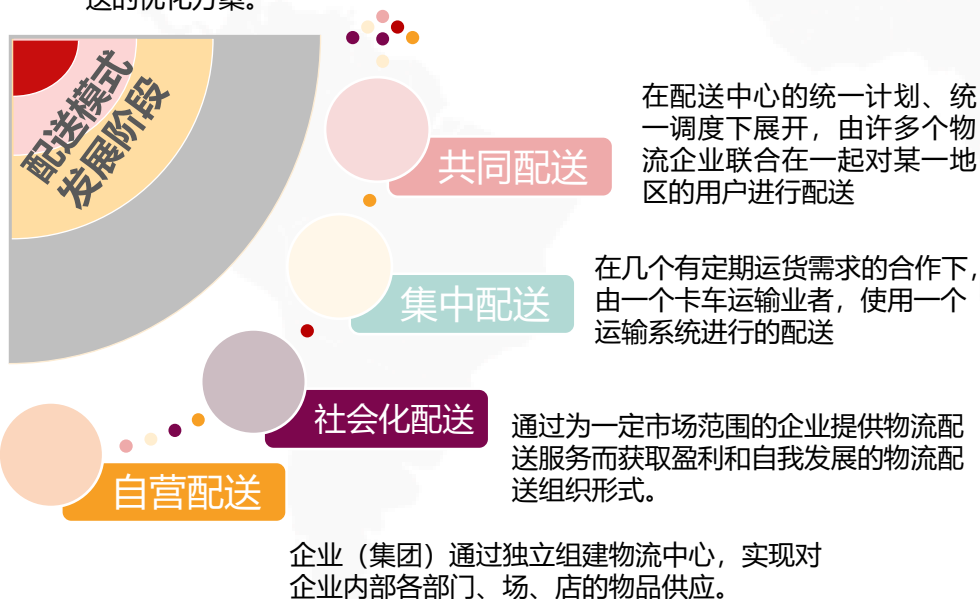 送的优化方案。
配送模式
发展阶段
共同配送
在配送中心的统一计划、统
一调度下展开，由许多个物
流企业联合在一起对某一地
区的用户进行配送
集中配送
在几个有定期运货需求的合作下，
由一个卡车运输业者，使用一个
运输系统进行的配送
社会化配送
通过为一定市场范围的企业提供物流配
送服务而获取盈利和自我发展的物流配
送组织形式。
自营配送
企业（集团）通过独立组建物流中心，实现对
企业内部各部门、场、店的物品供应。